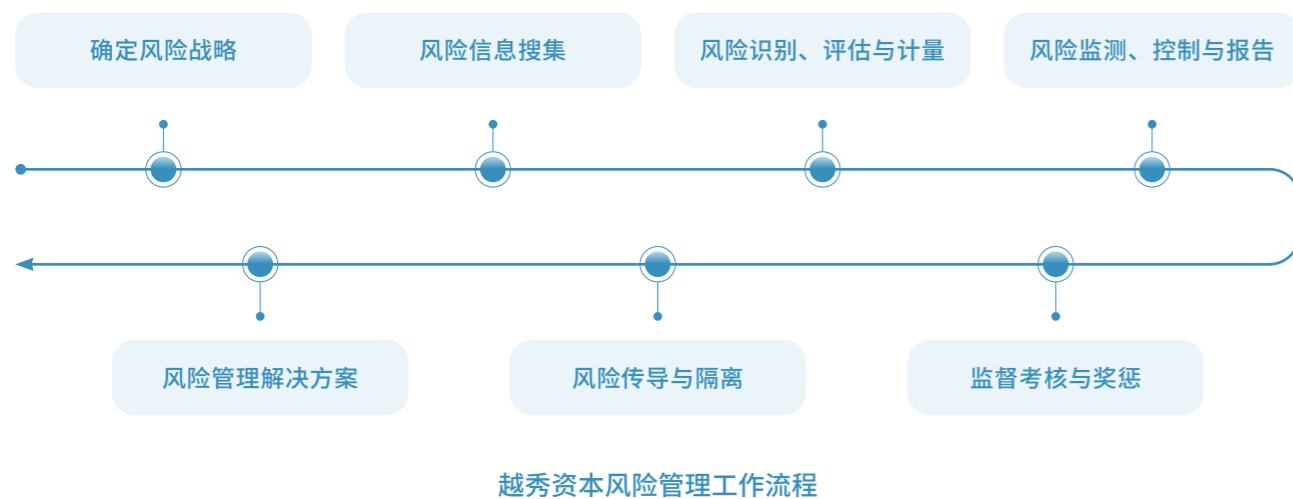 确定风险战略
风险信息搜集
风险识别、评估与计量
风险监测、控制与报告
风险管理解决方案
风险传导与隔离
监督考核与奖惩
越秀资本风险管理工作流程